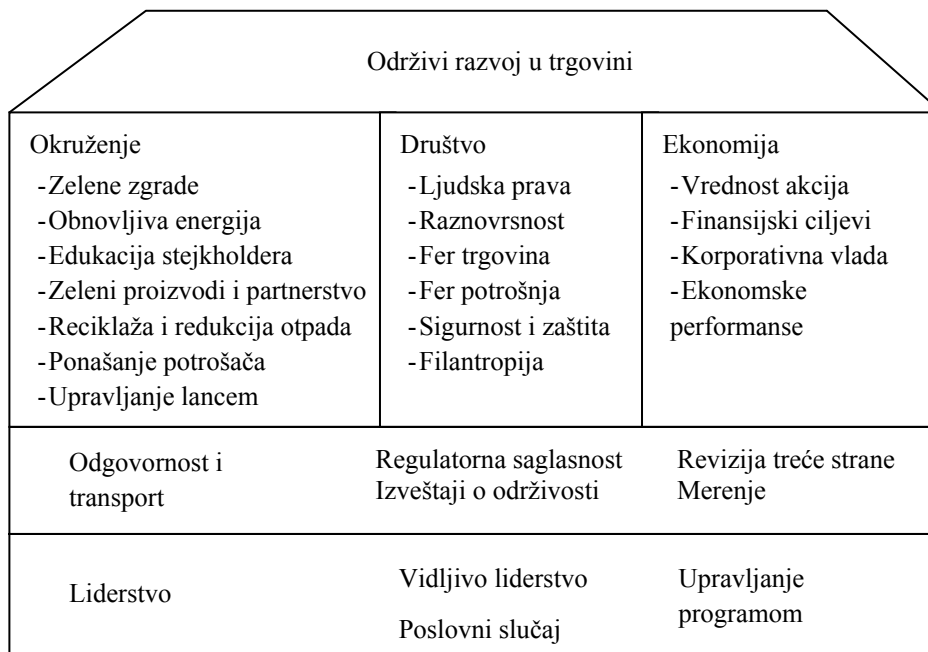 Održivi razvoj u trgovini
Okruženje
-Zelene zgrade
-Obnovljiva energija
-Edukacija stejkholdera
-Zeleni proizvodi i partnerstvo
-Reciklaža i redukcija otpada
-Ponašanje potrošača
-Upravljanje lancem
Društvo
-Ljudska prava
-Raznovrsnost
-Fer trgovina
-Fer potrošnja
-Sigurnost i zaštita
-Filantropija
Ekonomija
-Vrednost akcija
-Finansijski ciljevi
-Korporativna vlada
-Ekonomske
performanse
Odgovornost i
transport
Regulatorna saglasnost
Izveštaji o održivosti
Revizija treće strane
Merenje
Liderstvo
Vidljivo liderstvo
Poslovni slučaj
Upravljanje
programom